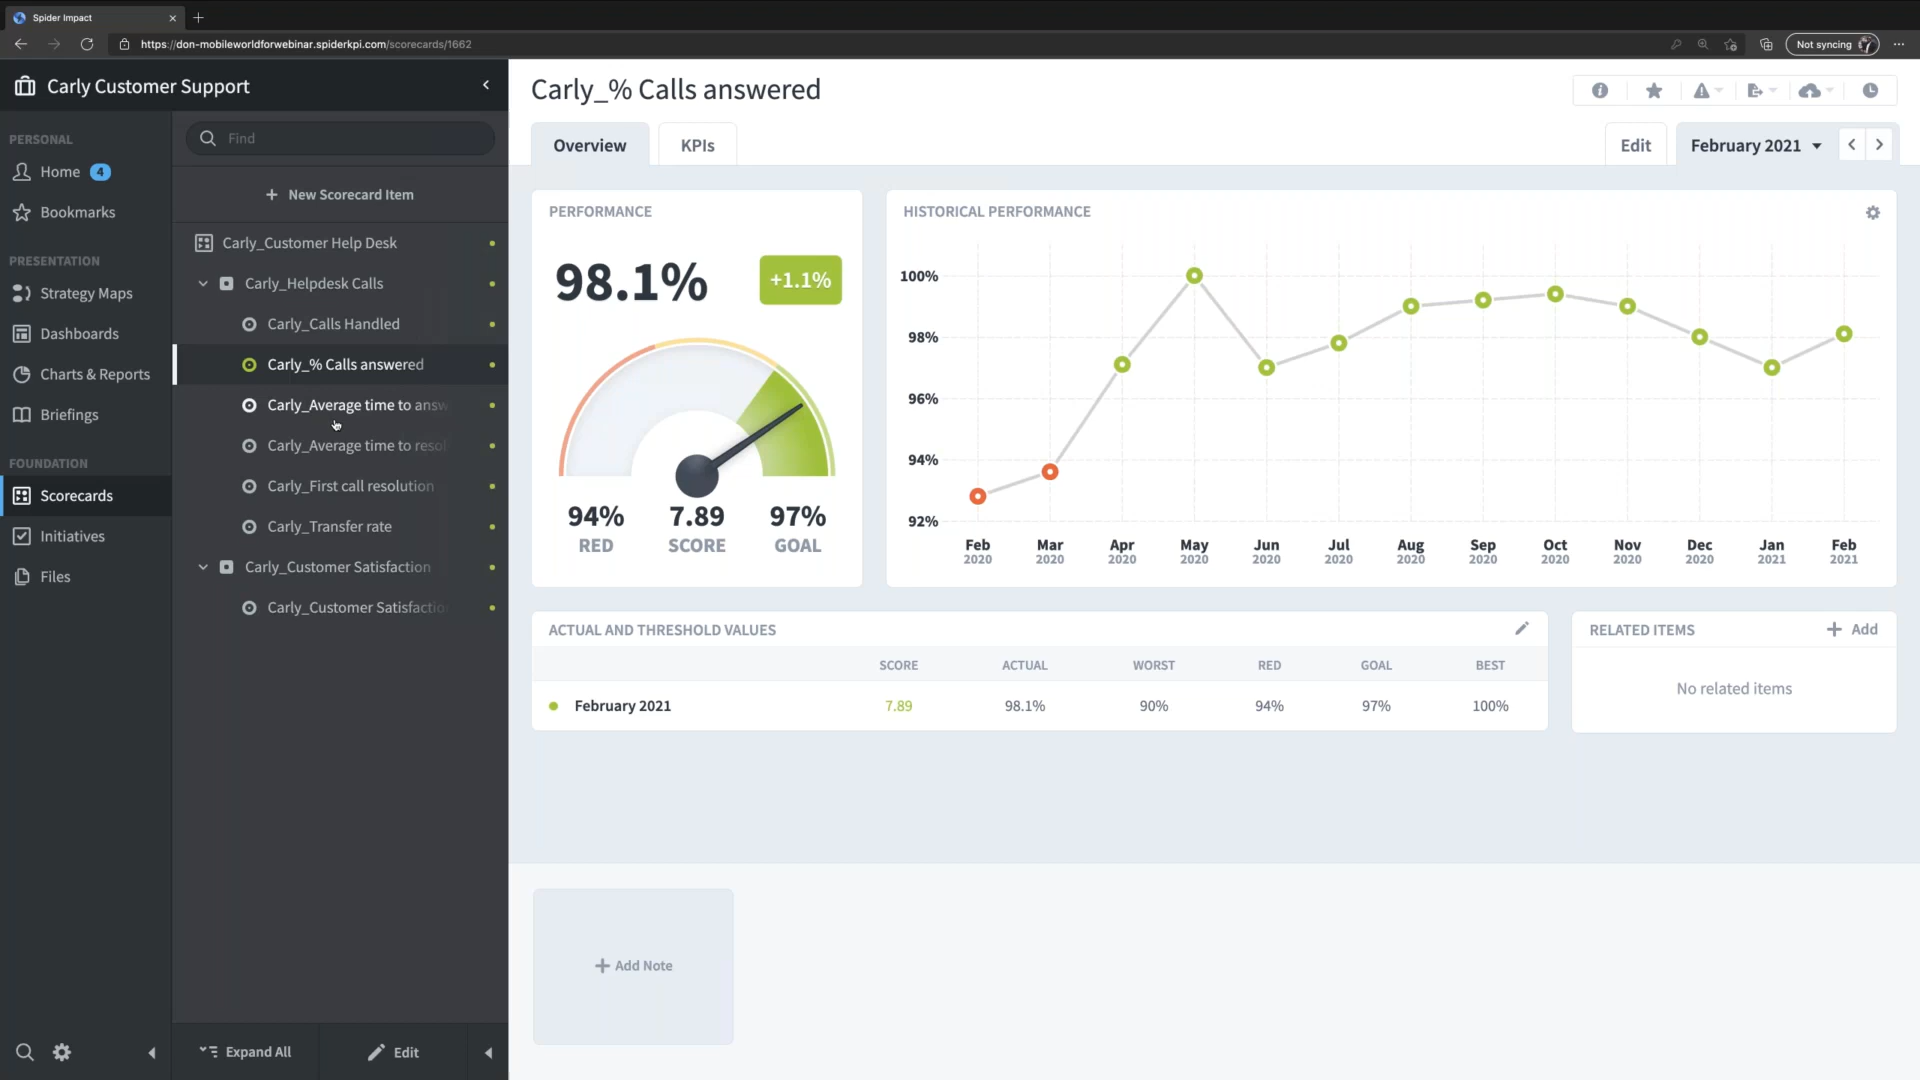 Spider Impact
https://don-mobileworldforwebinar.spiderkpi.com/scorecards/1662
Not syncing
Carly Customer Support
PERSONAL
Home 4
Bookmarks
PRESENTATION
Strategy Maps
Dashboards
Charts & Reports
Briefings
FOUNDATION
Scorecards
Initiatives
Files
Find
New Scorecard Item
Carly_Customer Help Desk
Carly_Helpdesk Calls
Carly_Calls Handled
Carly_% Calls answered
Carly_Average time to answ
Carly_Average time to resol
Carly_First call resolution
Carly_Transfer rate
Carly_Customer Satisfaction
Carly_Customer Satisfactio
Expand All
Edit
Carly_% Calls answered
Overview
KPIs
Edit
February 2021
PERFORMANCE
98.1%
+1.1%
94% 7.89 97%
RED SCORE GOAL
HISTORICAL PERFORMANCE
100%
98%
96%
94%
92%
Feb Mar Apr May Jun Jul Aug Sep Oct Nov Dec Jan Feb
2020 2020 2020 2020 2020 2020 2020 2020 2020 2020 2020 2021 2021
ACTUAL AND THRESHOLD VALUES
SCORE ACTUAL WORST RED GOAL BEST
February 2021 7.89 98.1% 90% 94% 97% 100%
RELATED ITEMS
Add
No related items
Add Note